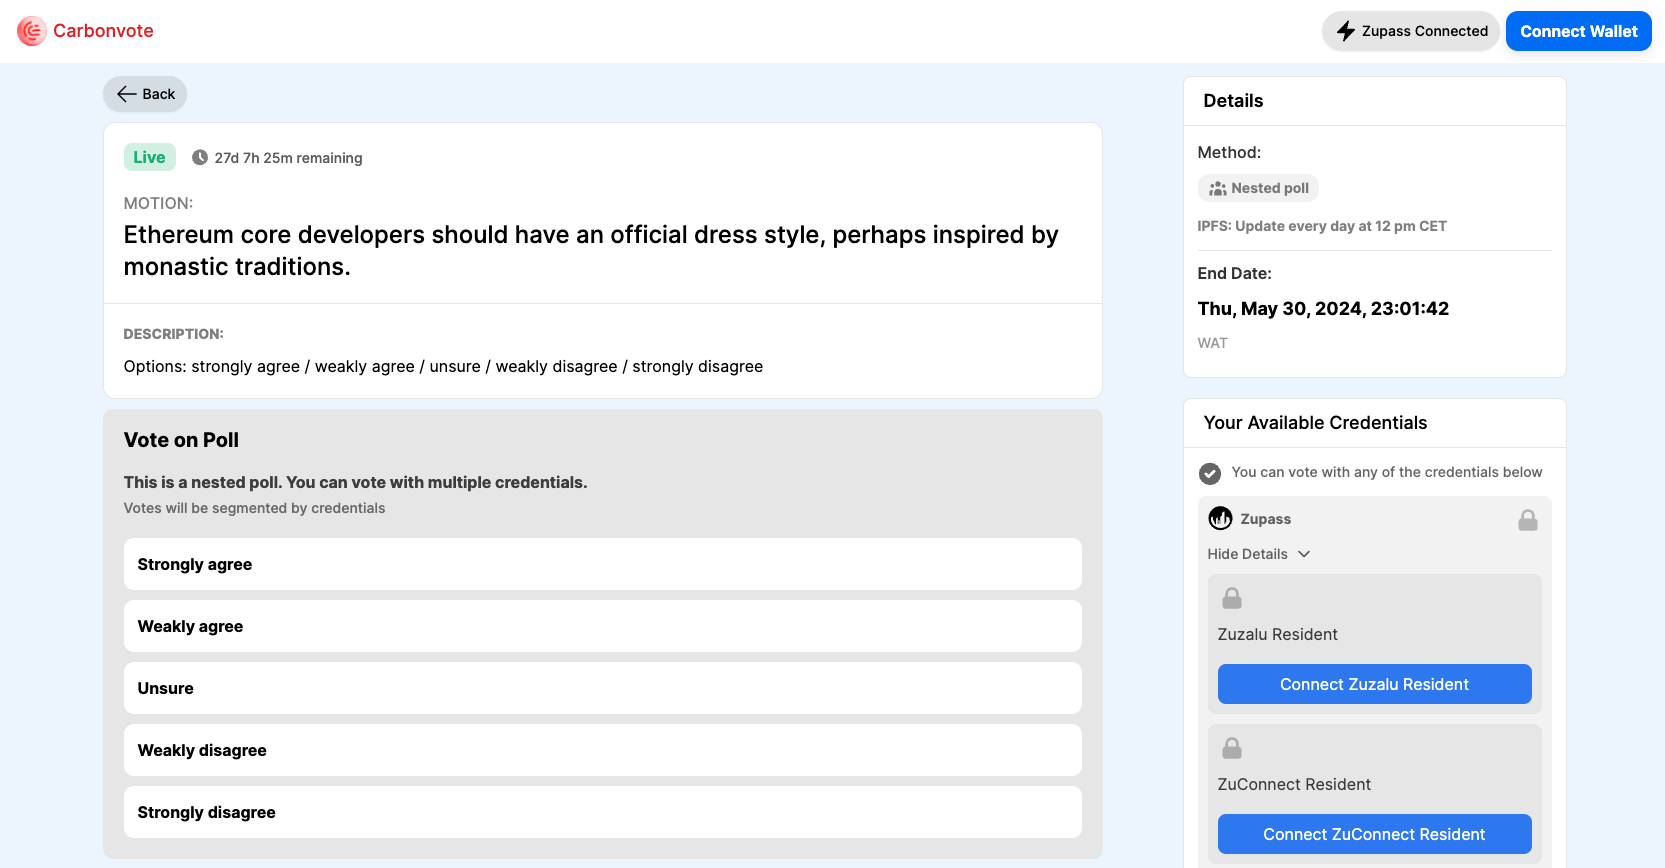 Carbonvote
Zupass Connected
Connect Wallet
Back
Live
27d 7h 25m remaining
MOTION:
Ethereum core developers should have an official dress style, perhaps inspired by
monastic traditions.
DESCRIPTION:
Options: strongly agree / weakly agree / unsure / weakly disagree / strongly disagree
Vote on Poll
This is a nested poll. You can vote with multiple credentials.
Votes will be segmented by credentials
Strongly agree
Weakly agree
Unsure
Weakly disagree
Strongly disagree
Details
Method:
Nested poll
IPFS: Update every day at 12 pm CET
End Date:
Thu, May 30, 2024, 23:01:42
WAT
Your Available Credentials
You can vote with any of the credentials below
Zupass
Hide Details
Zuzalu Resident
Connect Zuzalu Resident
ZuConnect Resident
Connect ZuConnect Resident